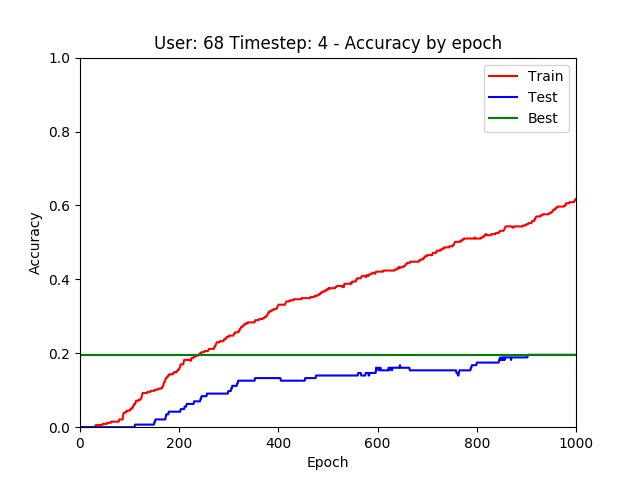 User: 68 Timestep: 4 - Accuracy by epoch
1.0
0.8
0.6
0.4
0.2
0.0
Accuracy
Train
Test
Best
0 200 400 600 800 1000
Epoch